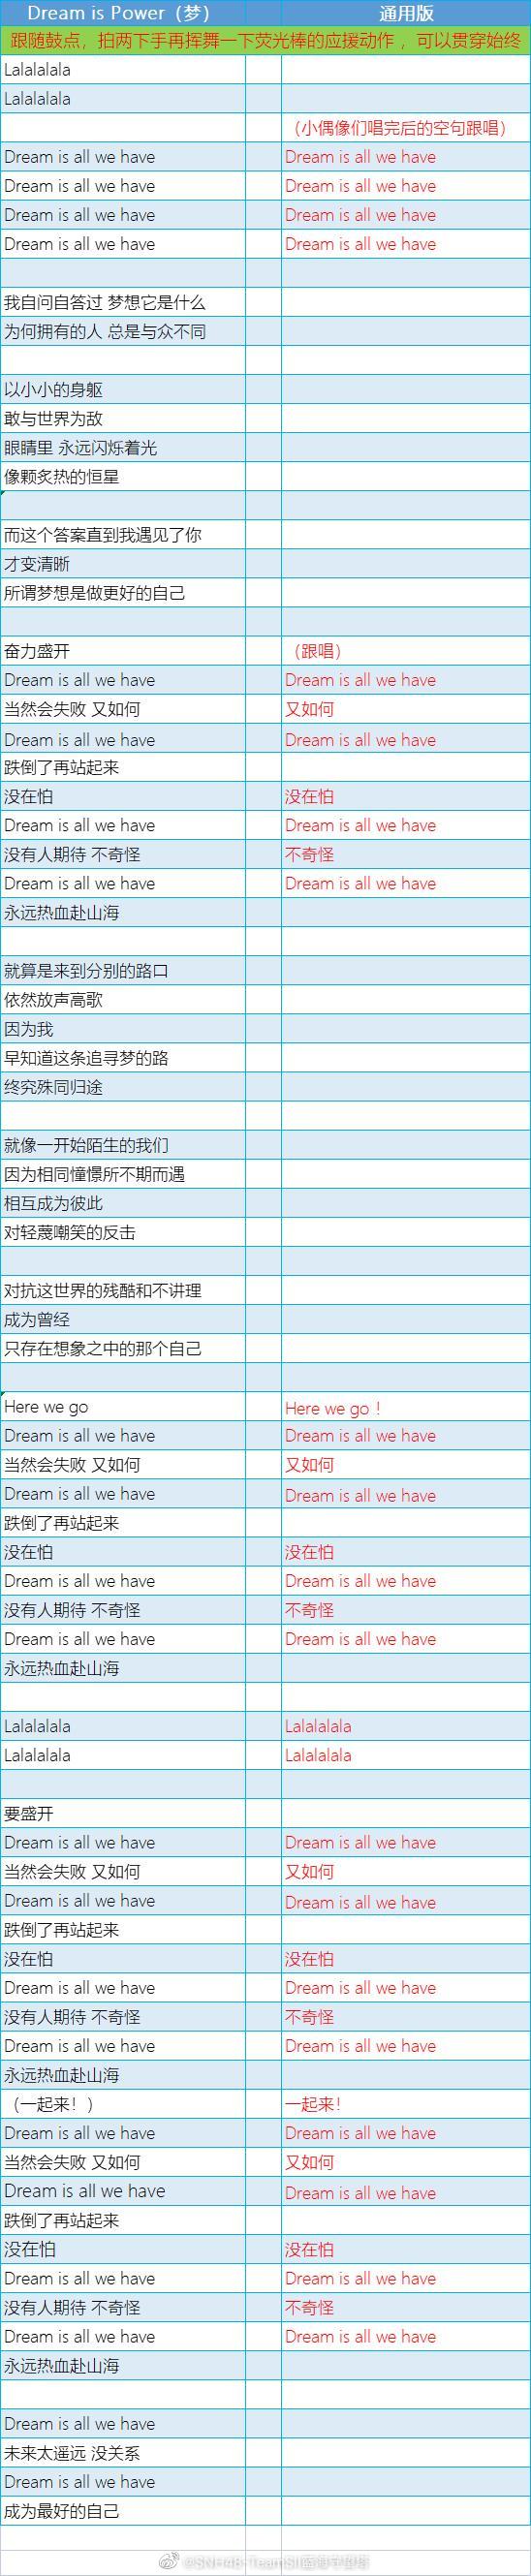 Dream is Power（梦） 通用版
跟随鼓点，拍两下手再挥舞一下荧光棒的应援动作 ，可以贯穿始终
Lalalalala
Lalalalala
（小偶像们唱完后的空句跟唱）
Dream is all we have Dream is all we have
Dream is all we have Dream is all we have
Dream is all we have Dream is all we have
Dream is all we have Dream is all we have
我自问自答过 梦想它是什么
为何拥有的人 总是与众不同
以小小的身躯
敢与世界为敌
眼睛里 永远闪烁着光
像颗炙热的恒星
而这个答案直到我遇见了你
才变清晰
所谓梦想是做更好的自己
奋力盛开 （跟唱）
Dream is all we have Dream is all we have
当然会失败 又如何 又如何
Dream is all we have Dream is all we have
跌倒了再站起来
没在怕 没在怕
Dream is all we have Dream is all we have
没有人期待 不奇怪 不奇怪
Dream is all we have Dream is all we have
永远热血赴山海
就算是来到分别的路口
依然放声高歌
因为我
早知道这条追寻梦的路
终究殊同归途
就像一开始陌生的我们
因为相同憧憬所不期而遇
相互成为彼此
对轻蔑嘲笑的反击
对抗这世界的残酷和不讲理
成为曾经
只存在想象之中的那个自己
Here we go Here we go！
Dream is all we have Dream is all we have
当然会失败 又如何 又如何
Dream is all we have Dream is all we have
跌倒了再站起来
没在怕 没在怕
Dream is all we have Dream is all we have
没有人期待 不奇怪 不奇怪
Dream is all we have Dream is all we have
永远热血赴山海
Lalalalala Lalalalala
Lalalalala Lalalalala
要盛开
Dream is all we have Dream is all we have
当然会失败 又如何 又如何
Dream is all we have Dream is all we have
跌倒了再站起来
没在怕 没在怕
Dream is all we have Dream is all we have
没有人期待 不奇怪 不奇怪
Dream is all we have Dream is all we have
永远热血赴山海
（一起来！） 一起来！
Dream is all we have Dream is all we have
当然会失败 又如何 又如何
Dream is all we have Dream is all we have
跌倒了再站起来
没在怕 没在怕
Dream is all we have Dream is all we have
没有人期待 不奇怪 不奇怪
Dream is all we have Dream is all we have
永远热血赴山海
Dream is all we have
未来太遥远 没关系
Dream is all we have
成为最好的自己